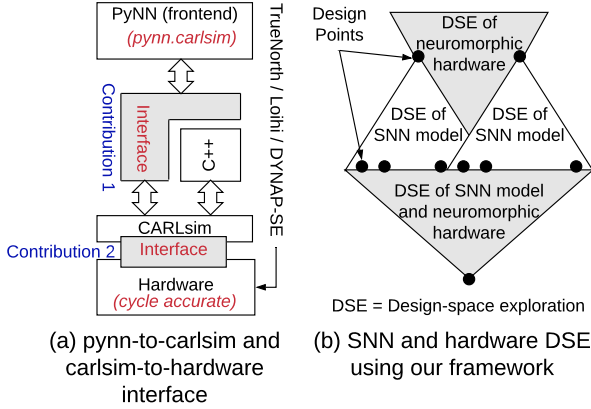 PyNN (frontend)
(pynn.carlsim)
TrueNorth / Loihi / DYNAP-SE
Contribution 1
Interface
C++
CARLsim
Contribution 2
Interface
Hardware
(cycle accurate)
(a) pynn-to-carlsim and
carlsim-to-hardware
interface
Design
Points
DSE of
neuromorphic
hardware
DSE of
SNN model
DSE of
SNN model
DSE of SNN model
and neuromorphic
hardware
DSE = Design-space exploration
(b) SNN and hardware DSE
using our framework